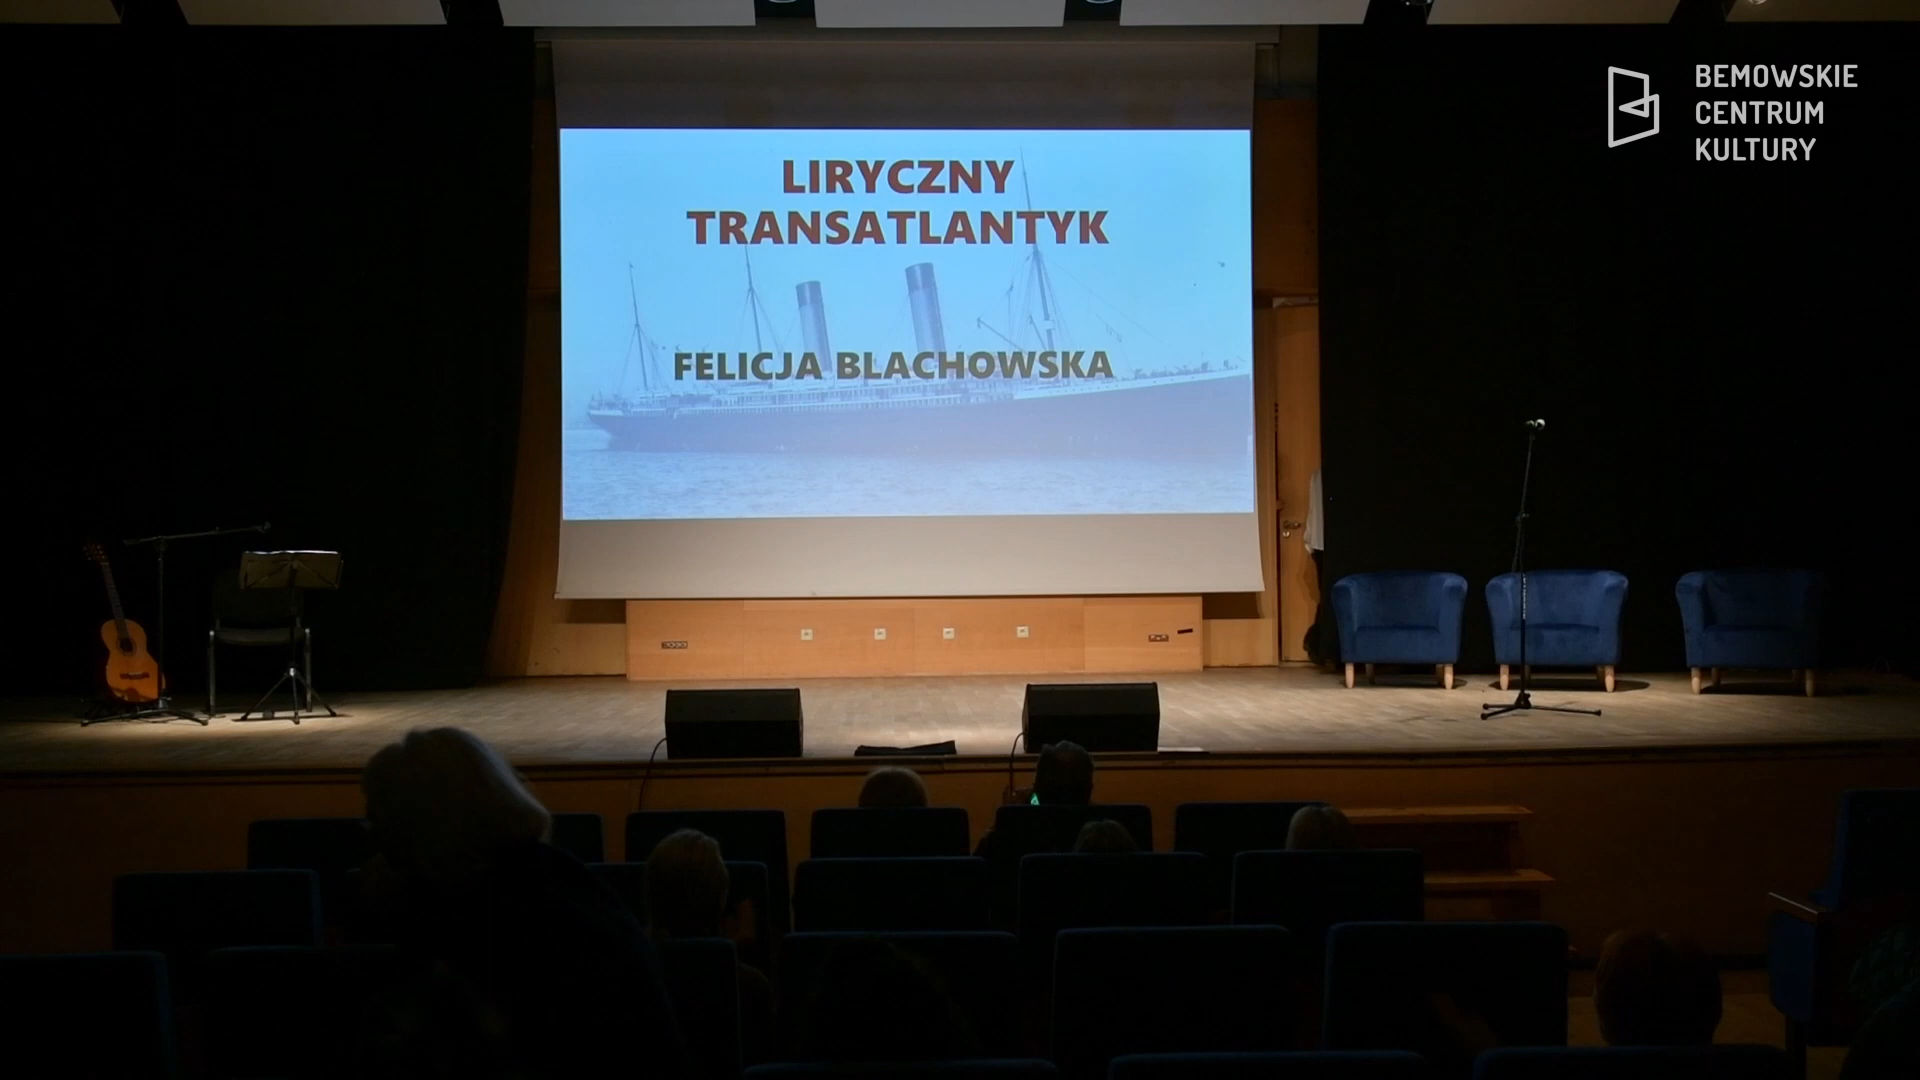 LIRYCZNY
TRANSATLANTYK
FELICJA BLACHOWSKA
BEMOWSKIE
CENTRUM
KULTURY